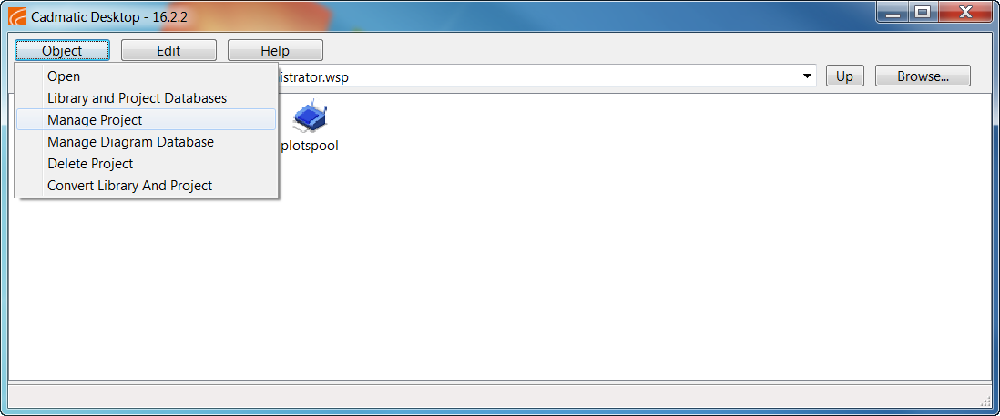 Cadmatic Desktop - 16.2.2
Object Edit Help
istrator.wsp Up Browse...
Open
Library and Project Databases
Manage Project
Manage Diagram Database
Delete Project
Convert Library And Project
plotspool